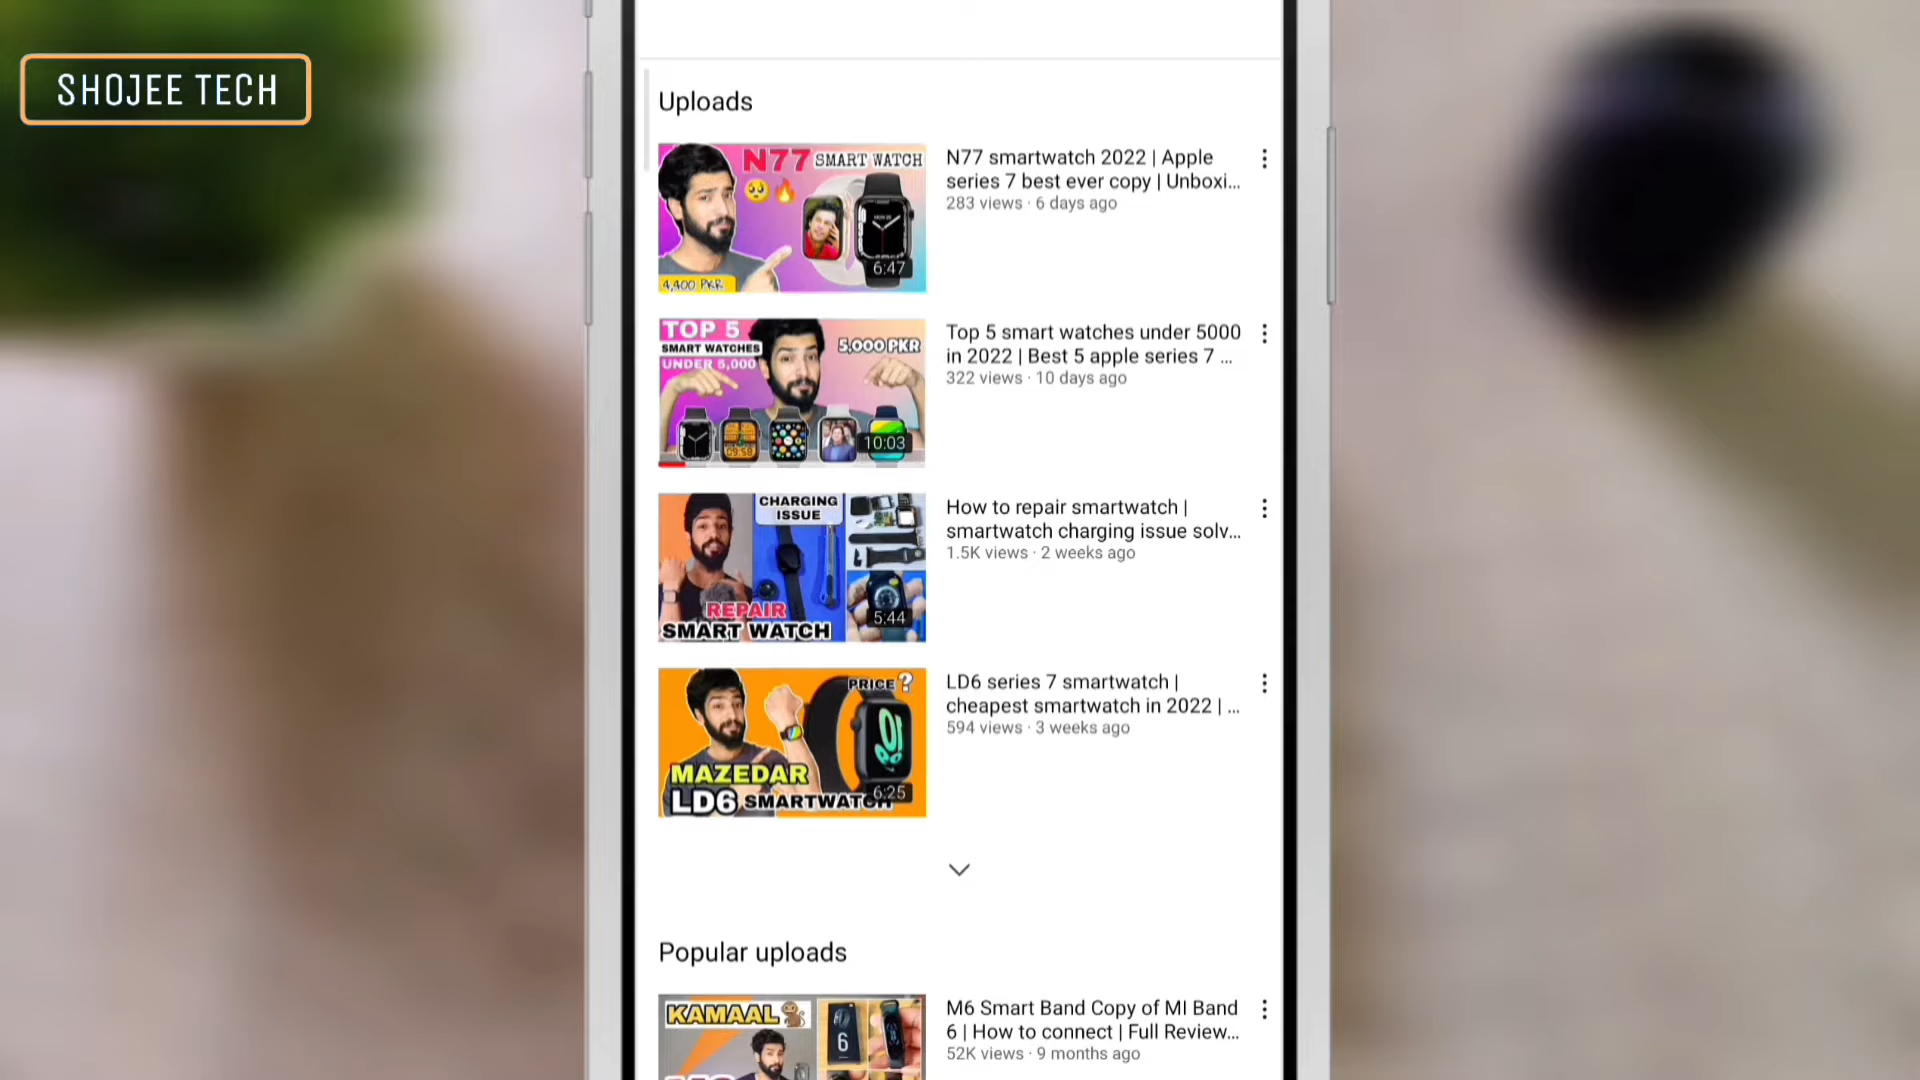 SHOJEE TECH
Uploads
N77 SMART WATCH
4,400 PKR
6:47
N77 smartwatch 2022 | Apple
series 7 best ever copy | Unboxi...
283 views · 6 days ago
TOP 5
SMART WATCHES
UNDER 5,000
5,000 PKR
09:58
10:03
Top 5 smart watches under 5000
in 2022 | Best 5 apple series 7 ...
322 views · 10 days ago
CHARGING
ISSUE
REPAIR
SMART WATCH
5:44
How to repair smartwatch |
smartwatch charging issue solv...
1.5K views · 2 weeks ago
PRICE ?
MAZEDAR
LD6 SMARTWATCH
6:25
LD6 series 7 smartwatch |
cheapest smartwatch in 2022 | ...
594 views · 3 weeks ago
Popular uploads
KAMAAL
6
M6 Smart Band Copy of MI Band
6 | How to connect | Full Review...
52K views · 9 months ago